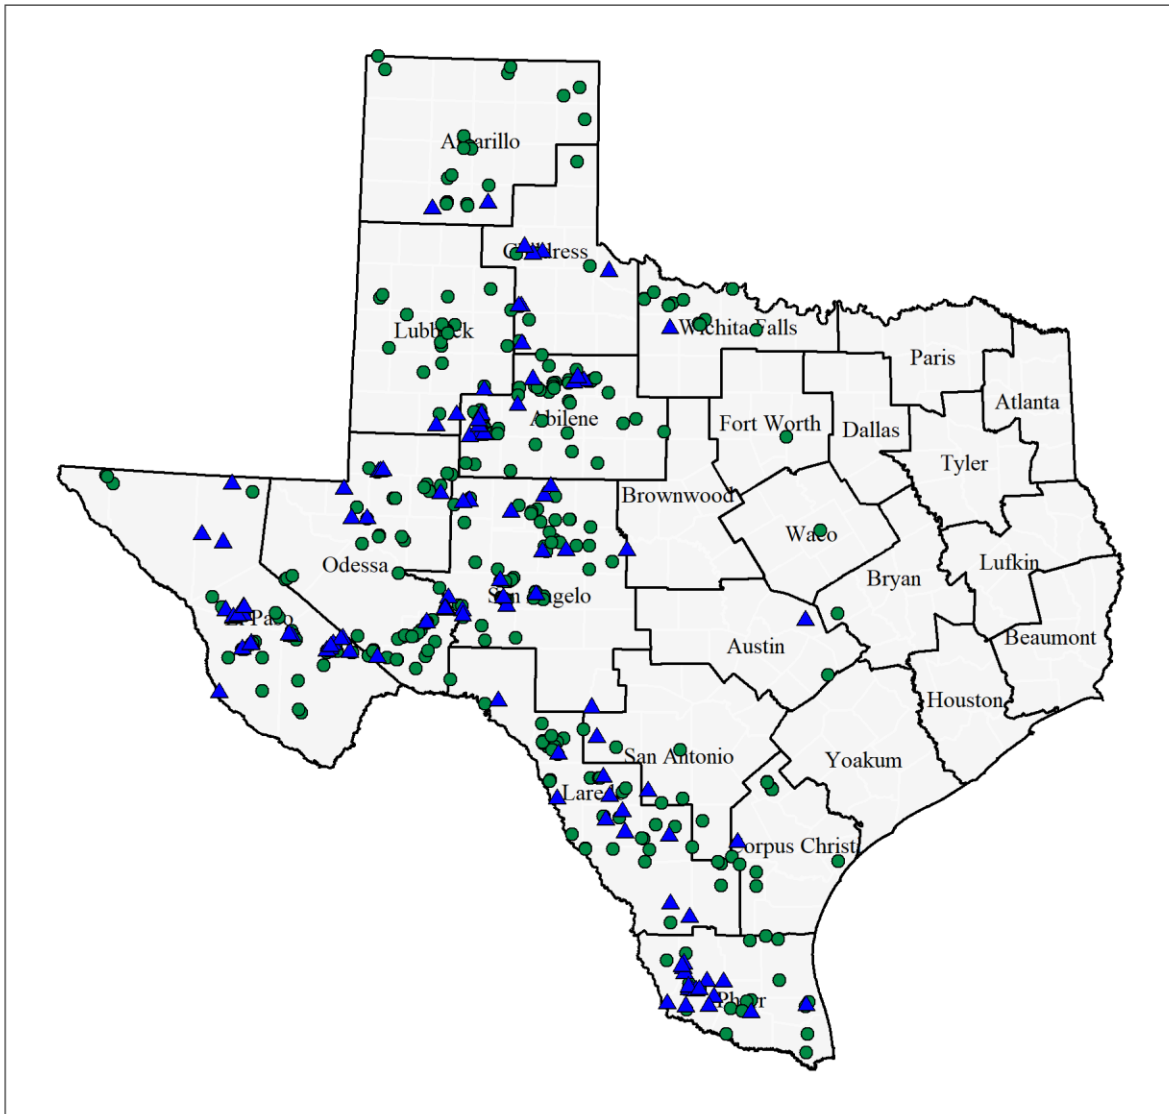 Amarillo
Childress
Lubbock
Wichita Falls
Paris
Atlanta
Abilene
Fort Worth
Dallas
Tyler
Brownwood
Waco
Odessa
Lufkin
Bryan
San Angelo
El Paso
Beaumont
Austin
Houston
San Antonio
Yoakum
Laredo
Corpus Christi
Pharr